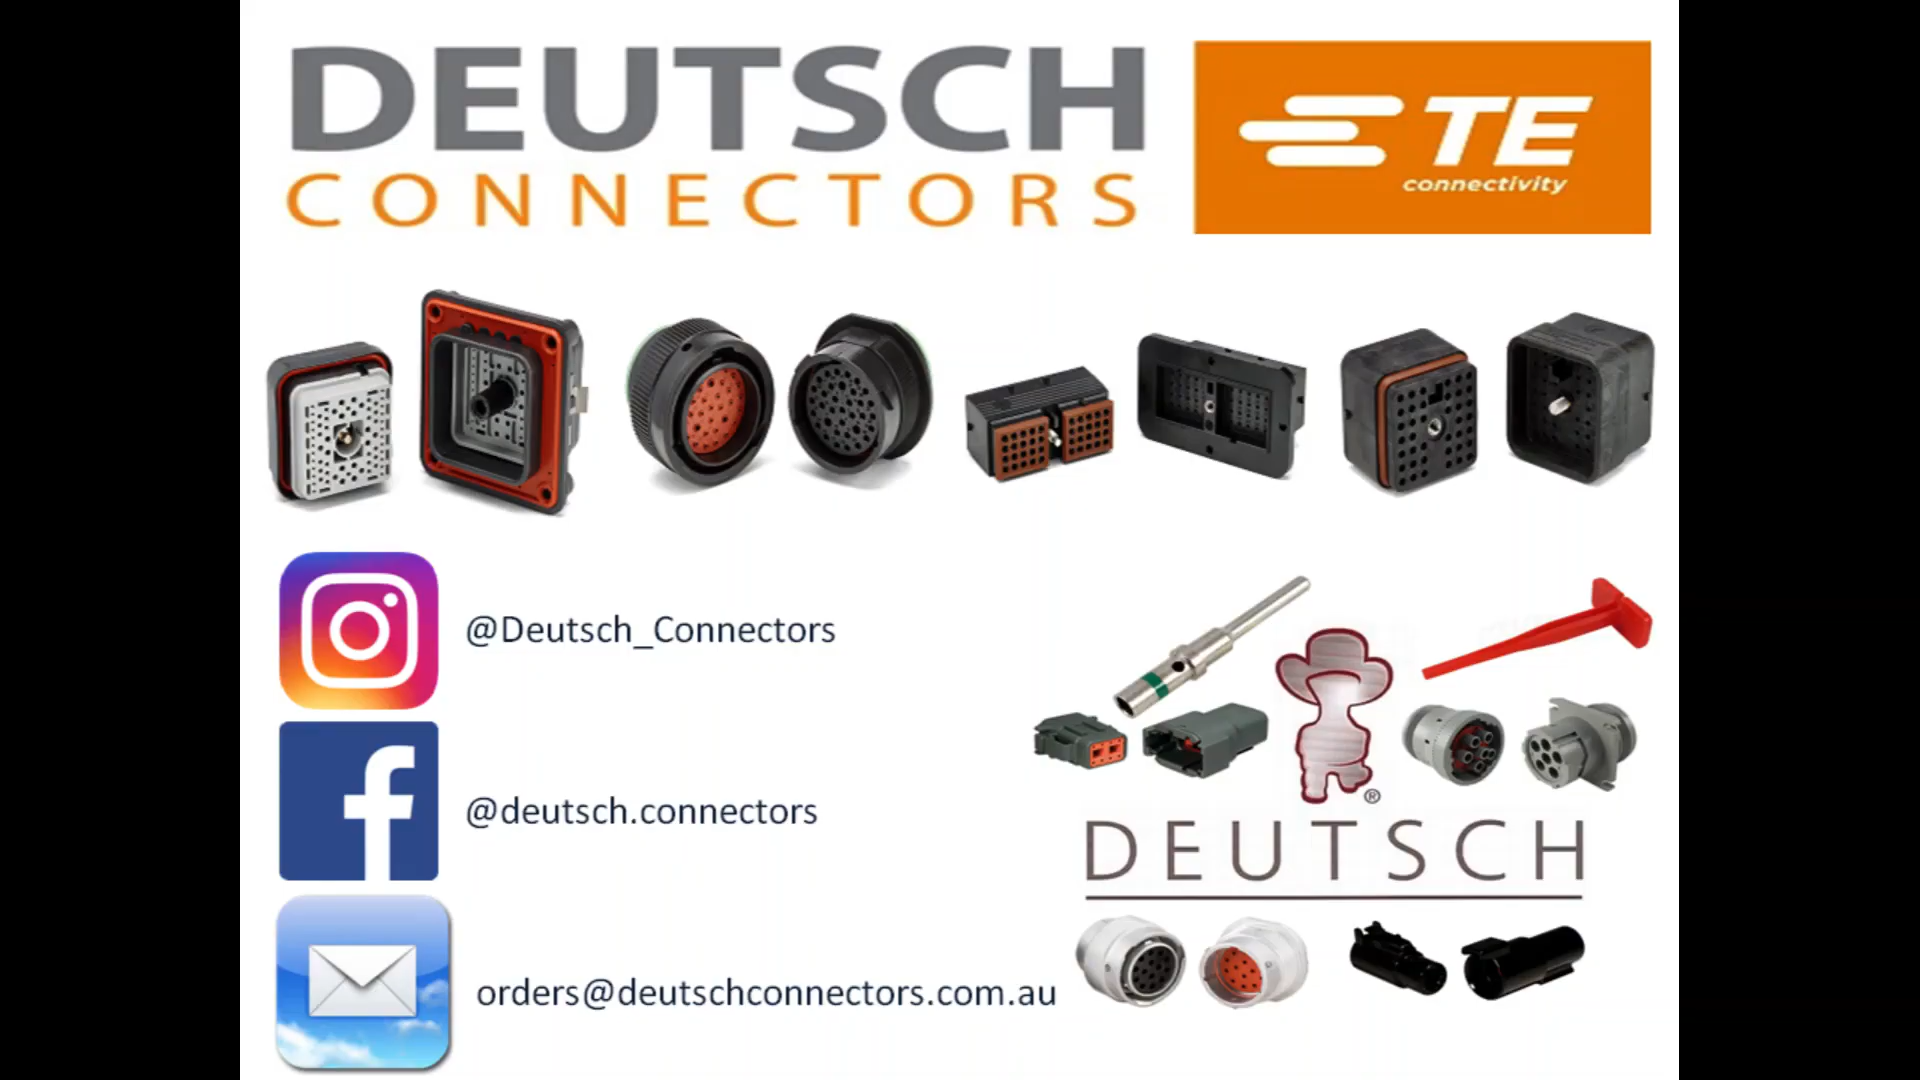 DEUTSCH
CONNECTORS
TE
connectivity
@Deutsch_Connectors
@deutsch.connectors
®
DEUTSCH
orders@deutschconnectors.com.au